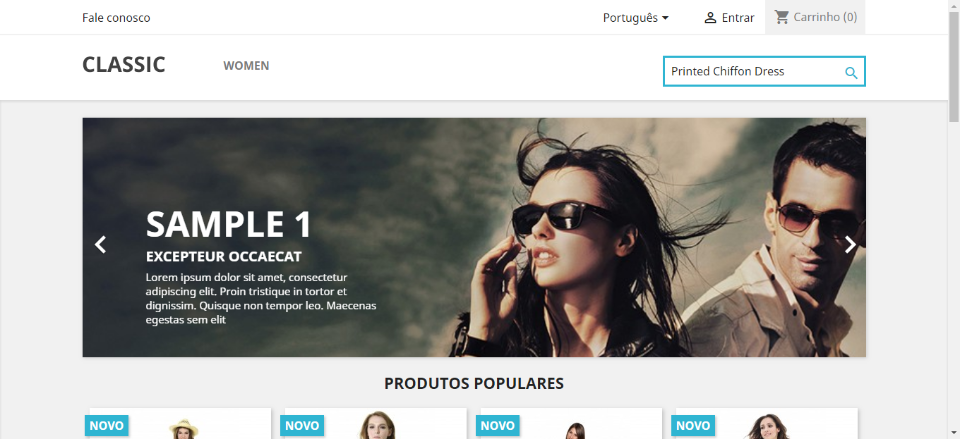 Fale conosco
Português
Entrar
Carrinho (0)
CLASSIC
WOMEN
Printed Chiffon Dress
SAMPLE 1
EXCEPTEUR OCCAECAT
Lorem ipsum dolor sit amet, consectetur
adipiscing elit. Proin tristique in tortor et
dignissim. Quisque non tempor leo. Maecenas
egestas sem elit
PRODUTOS POPULARES
NOVO
NOVO
NOVO
NOVO